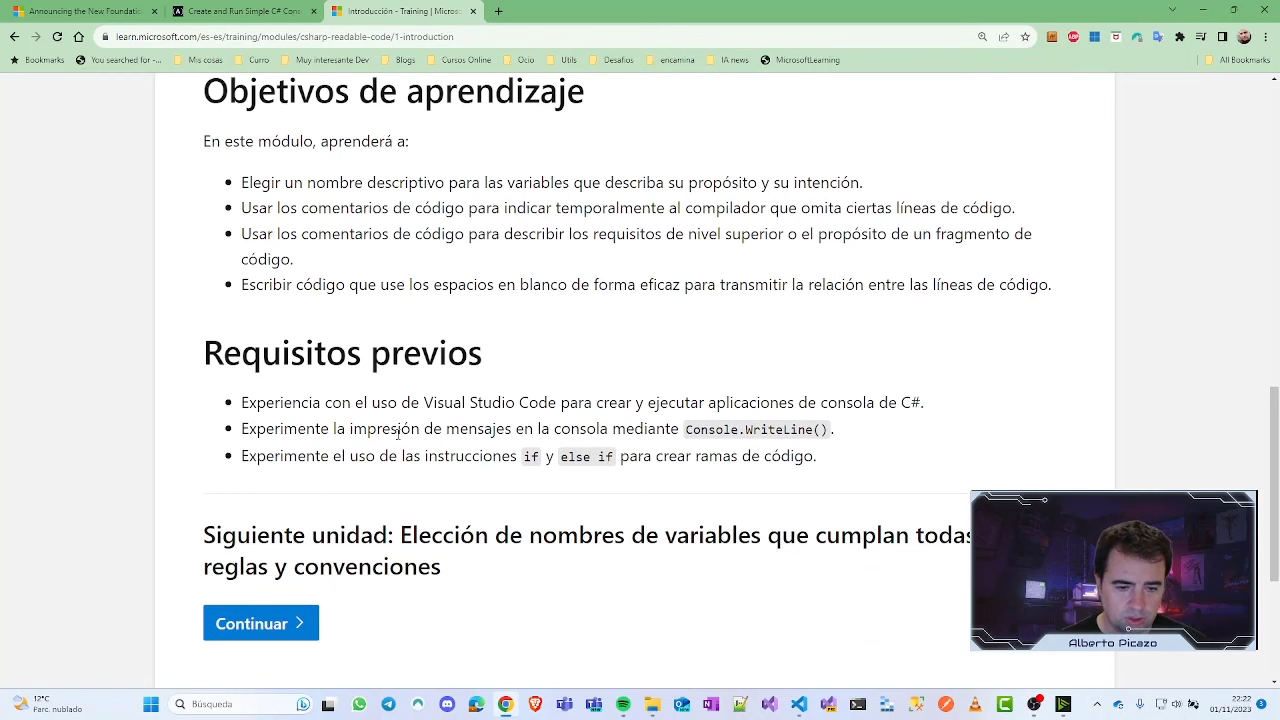 Announcing the New Foundatio
Create and Run Simple C# Cons
Introducción - Training | Micros
learn.microsoft.com/es-es/training/modules/csharp-readable-code/1-introduction
Bookmarks
You searched for -...
Mis cosas
Curro
Muy interesante Dev
Blogs
Cursos Online
Ocio
Utils
Desafios
encamina
IA news
MicrosoftLearning
All Bookmarks
Objetivos de aprendizaje
En este módulo, aprenderá a:
Elegir un nombre descriptivo para las variables que describa su propósito y su intención.
Usar los comentarios de código para indicar temporalmente al compilador que omita ciertas líneas de código.
Usar los comentarios de código para describir los requisitos de nivel superior o el propósito de un fragmento de
código.
Escribir código que use los espacios en blanco de forma eficaz para transmitir la relación entre las líneas de código.
Requisitos previos
Experiencia con el uso de Visual Studio Code para crear y ejecutar aplicaciones de consola de C#.
Experimente la impresión de mensajes en la consola mediante Console.WriteLine().
Experimente el uso de las instrucciones if y else if para crear ramas de código.
Siguiente unidad: Elección de nombres de variables que cumplan todas
reglas y convenciones
Continuar
Alberto Picazo
12°C
Parc. nublado
Búsqueda
22:22
01/11/2023